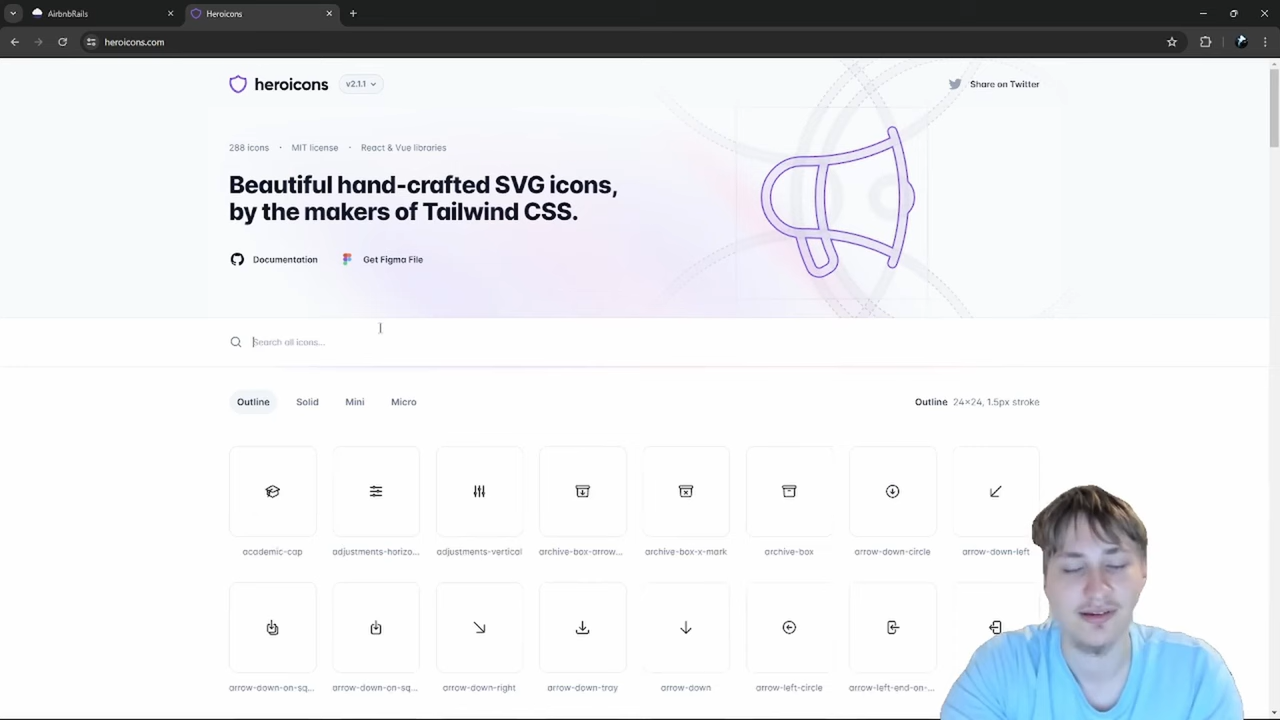 AirbnbRails
Heroicons
heroicons.com
heroicons
v2.1.1
Share on Twitter
288 icons · MIT license · React & Vue libraries
Beautiful hand-crafted SVG icons,
by the makers of Tailwind CSS.
Documentation
Get Figma File
Search all icons...
Outline
Solid
Mini
Micro
Outline 24×24, 1.5px stroke
academic-cap
adjustments-horizo...
adjustments-vertical
archive-box-arrow...
archive-box-x-mark
archive-box
arrow-down-circle
arrow-down-left
arrow-down-on-sq...
arrow-down-on-sq...
arrow-down-right
arrow-down-tray
arrow-down
arrow-left-circle
arrow-left-end-on-...